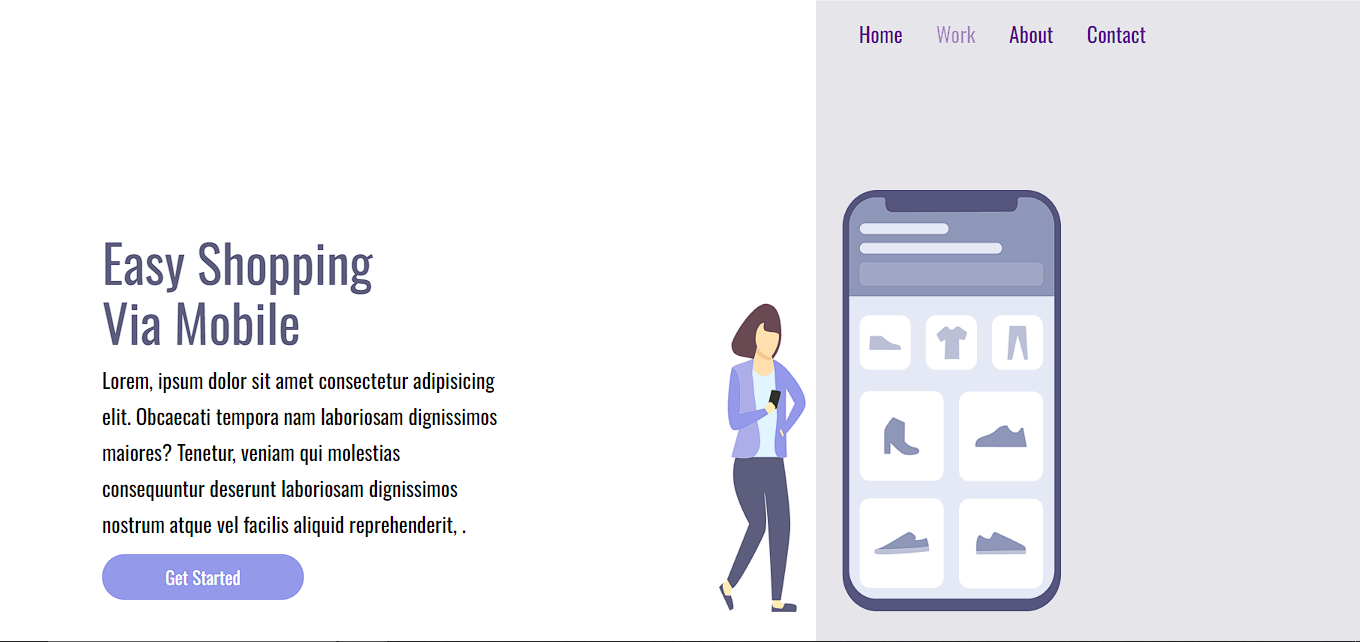 Home Work About Contact
Easy Shopping
Via Mobile
Lorem, ipsum dolor sit amet consectetur adipisicing
elit. Obcaecati tempora nam laboriosam dignissimos
maiores? Tenetur, veniam qui molestias
consequuntur deserunt laboriosam dignissimos
nostrum atque vel facilis aliquid reprehenderit, .
Get Started